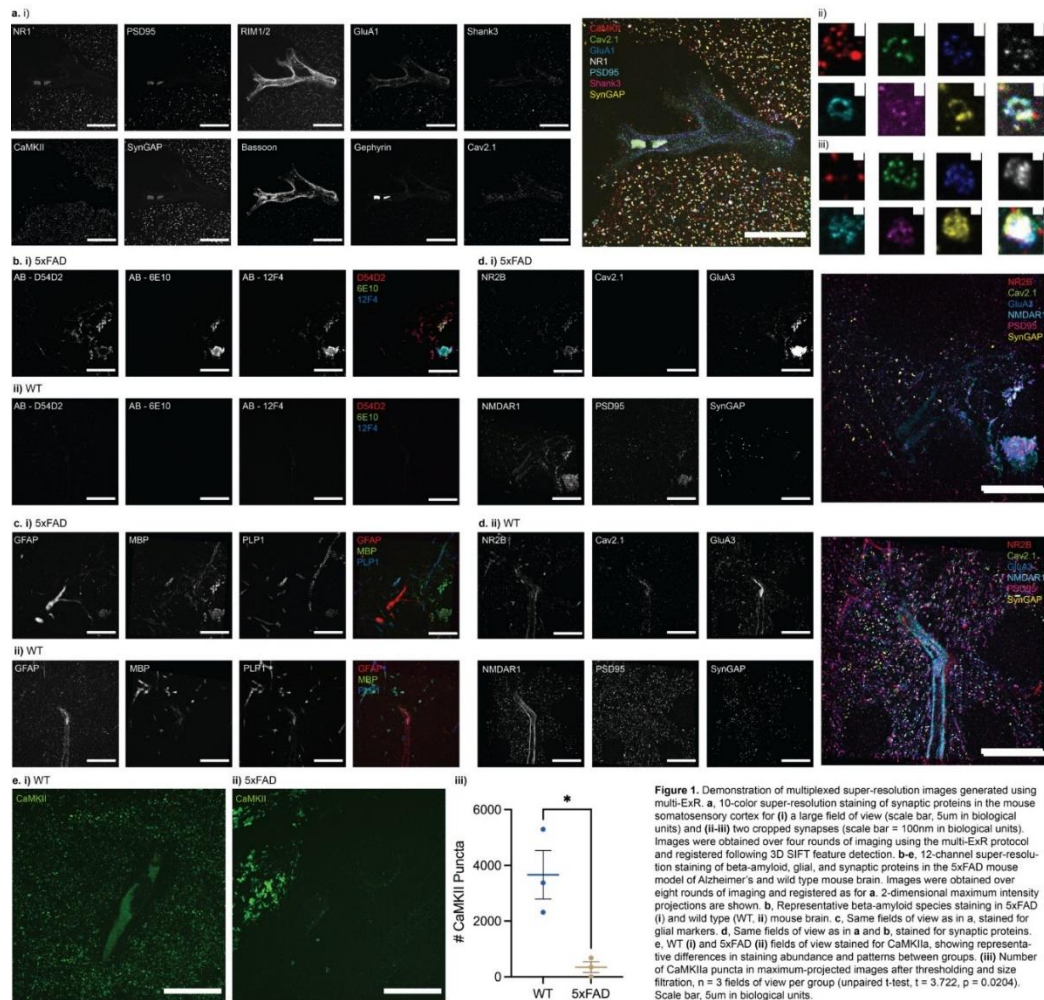 a. i)
NR1
PSD95
RIM1/2
GluA1
Shank3
CaMKII
SynGAP
Bassoon
Gephyrin
Cav2.1
CaMKII
Cav2.1
GluA1
NR1
PSD95
Shank3
SynGAP
ii)
iii)
b. i) 5xFAD
AB - D54D2
AB - 6E10
AB - 12F4
D54D2
6E10
12F4
ii) WT
AB - D54D2
AB - 6E10
AB - 12F4
D54D2
6E10
12F4
d. i) 5xFAD
NR2B
Cav2.1
GluA3
NMDAR1
PSD95
SynGAP
NR2B
Cav2.1
GluA3
NMDAR1
PSD95
SynGAP
c. i) 5xFAD
GFAP
MBP
PLP1
GFAP
MBP
PLP1
ii) WT
GFAP
MBP
PLP1
GFAP
MBP
PLP1
d. ii) WT
NR2B
Cav2.1
GluA3
NMDAR1
PSD95
SynGAP
NR2B
Cav2.1
GluA3
NMDAR1
PSD95
SynGAP
e. i) WT
CaMKII
ii) 5xFAD
CaMKII
iii)
# CaMKII Puncta
6000
4000
2000
0
*
WT
5xFAD
Figure 1. Demonstration of multiplexed super-resolution images generated using
multi-ExR. a, 10-color super-resolution staining of synaptic proteins in the mouse
somatosensory cortex for (i) a large field of view (scale bar, 5um in biological
units) and (ii-iii) two cropped synapses (scale bar = 100nm in biological units).
Images were obtained over four rounds of imaging using the multi-ExR protocol
and registered following 3D SIFT feature detection. b-e, 12-channel super-resolu-
tion staining of beta-amyloid, glial, and synaptic proteins in the 5xFAD mouse
model of Alzheimer's and wild type mouse brain. Images were obtained over
eight rounds of imaging and registered as for a. 2-dimensional maximum intensity
projections are shown. b, Representative beta-amyloid species staining in 5xFAD
(i) and wild type (WT, ii) mouse brain. c, Same fields of view as in a, stained for
glial markers. d, Same fields of view as in a and b, stained for synaptic proteins.
e, WT (i) and 5xFAD (ii) fields of view stained for CaMKIIa, showing representa-
tive differences in staining abundance and patterns between groups. (iii) Number
of CaMKIIa puncta in maximum-projected images after thresholding and size
filtration, n = 3 fields of view per group (unpaired t-test, t = 3.722, p = 0.0204).
Scale bar, 5um in biological units.